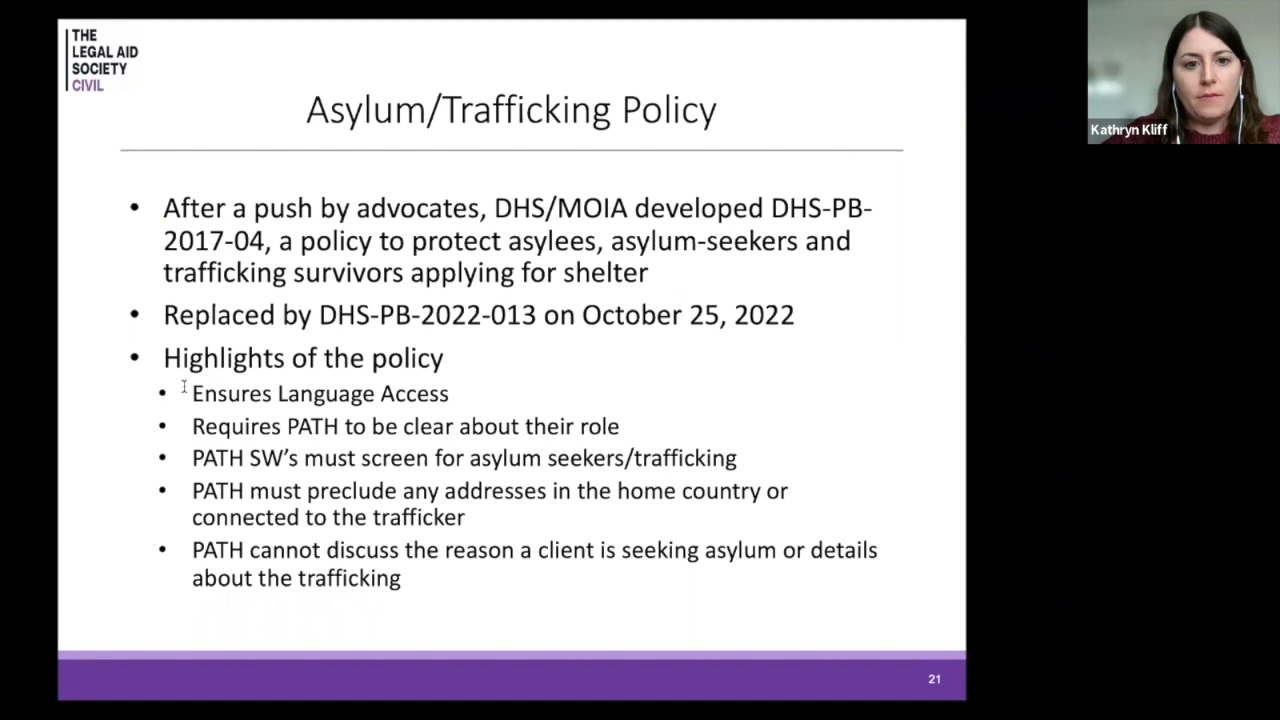 THE
LEGAL AID
SOCIETY
CIVIL
Asylum/Trafficking Policy
• After a push by advocates, DHS/MOIA developed DHS-PB-
2017-04, a policy to protect asylees, asylum-seekers and
trafficking survivors applying for shelter
• Replaced by DHS-PB-2022-013 on October 25, 2022
• Highlights of the policy
• Ensures Language Access
• Requires PATH to be clear about their role
• PATH SW’s must screen for asylum seekers/trafficking
• PATH must preclude any addresses in the home country or
connected to the trafficker
• PATH cannot discuss the reason a client is seeking asylum or details
about the trafficking
21
Kathryn Kliff